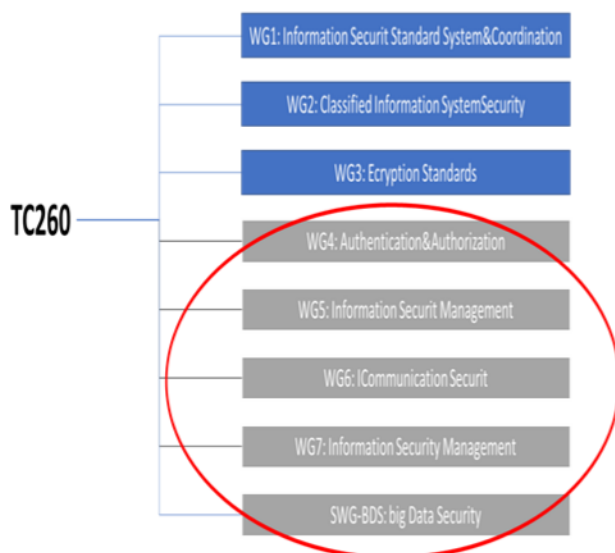 WG1: Information Securit Standard System&Coordination
WG2: Classified Information SystemSecurity
WG3: Ecryption Standards
TC260
WG4: Authentication&Authorization
WG5: Information Securit Management
WG6: ICommunication Securit
WG7: Information Security Management
SWG-BDS: big Data Security